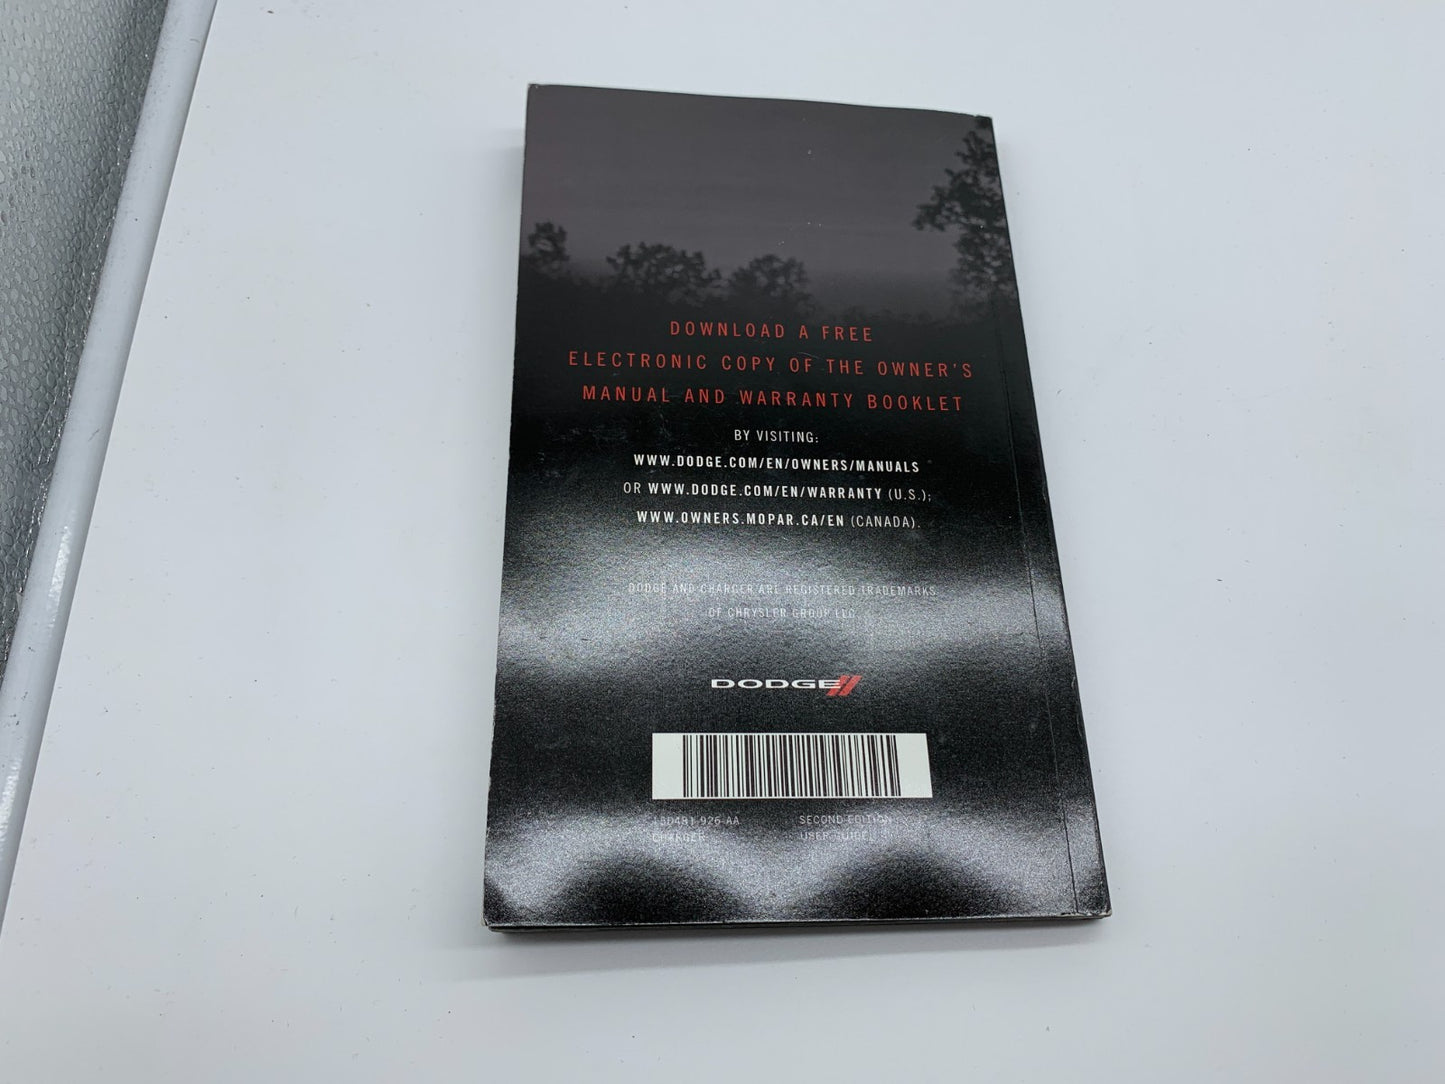 DOWNLOAD A FREE
ELECTRONIC COPY OF THE OWNER'S
MANUAL AND WARRANTY BOOKLET
BY VISITING:
WWW.DODGE.COM/EN/OWNERS/MANUALS
OR WWW.DODGE.COM/EN/WARRANTY (U.S.);
WWW.OWNERS.MOPAR.CA/EN (CANADA).
DODGE AND CHARGER ARE REGISTERED TRADEMARKS
OF CHRYSLER GROUP LLC.
DODGE
926-AA SECOND EDITION
CHARGER USER GUIDE